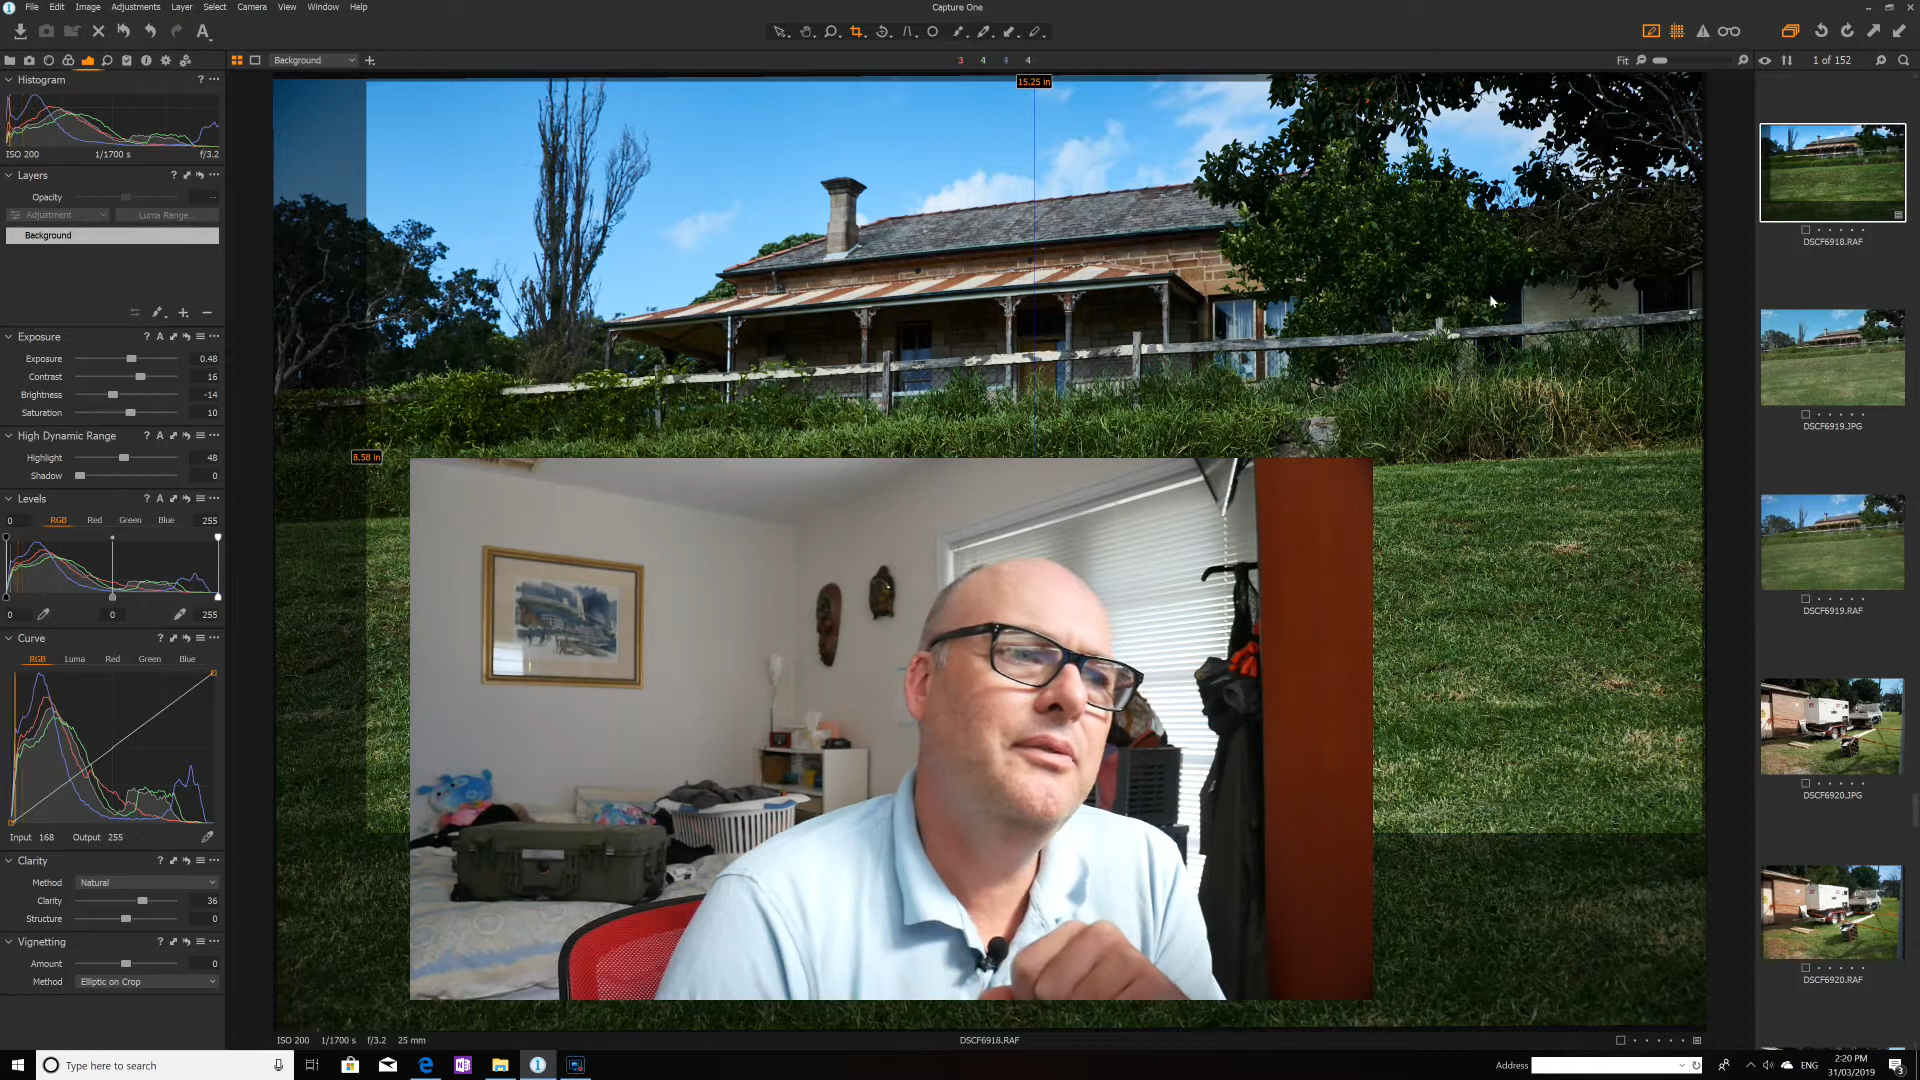 File Edit Image Adjustments Layer Select Camera View Window Help
Capture One
Background
3 4 4 4
Fit
1 of 152
Histogram
ISO 200 1/1700 s f/3.2
Layers
Opacity --
Adjustment Luma Range...
Background
Exposure
Exposure 0.48
Contrast 16
Brightness -14
Saturation 10
High Dynamic Range
Highlight 48
Shadow 0
Levels
0 RGB Red Green Blue 255
0 0 255
Curve
RGB Luma Red Green Blue
Input 168 Output 255
Clarity
Method Natural
Clarity 36
Structure 0
Vignetting
Amount 0
Method Elliptic on Crop
15.25 in
8.58 in
ISO 200 1/1700 s f/3.2 25 mm
DSCF6918.RAF
DSCF6918.RAF
DSCF6919.JPG
DSCF6919.RAF
DSCF6920.JPG
DSCF6920.RAF
Type here to search
Address
ENG
2:20 PM
31/03/2019
3